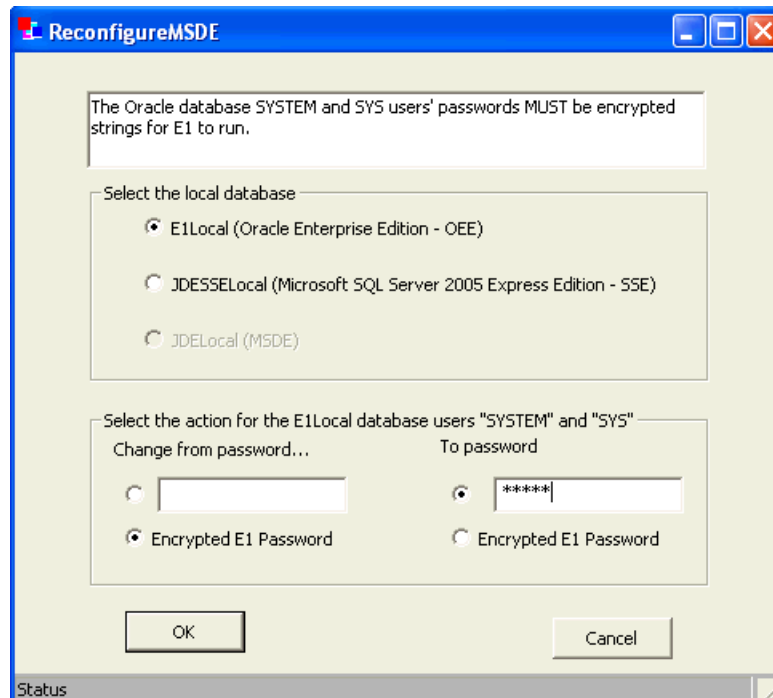 ReconfigureMSDE
The Oracle database SYSTEM and SYS users' passwords MUST be encrypted
strings for E1 to run.
Select the local database
E1Local (Oracle Enterprise Edition - OEE)
JDESSELocal (Microsoft SQL Server 2005 Express Edition - SSE)
JDELocal (MSDE)
Select the action for the E1Local database users "SYSTEM" and "SYS"
Change from password... To password
*****
Encrypted E1 Password Encrypted E1 Password
OK Cancel
Status